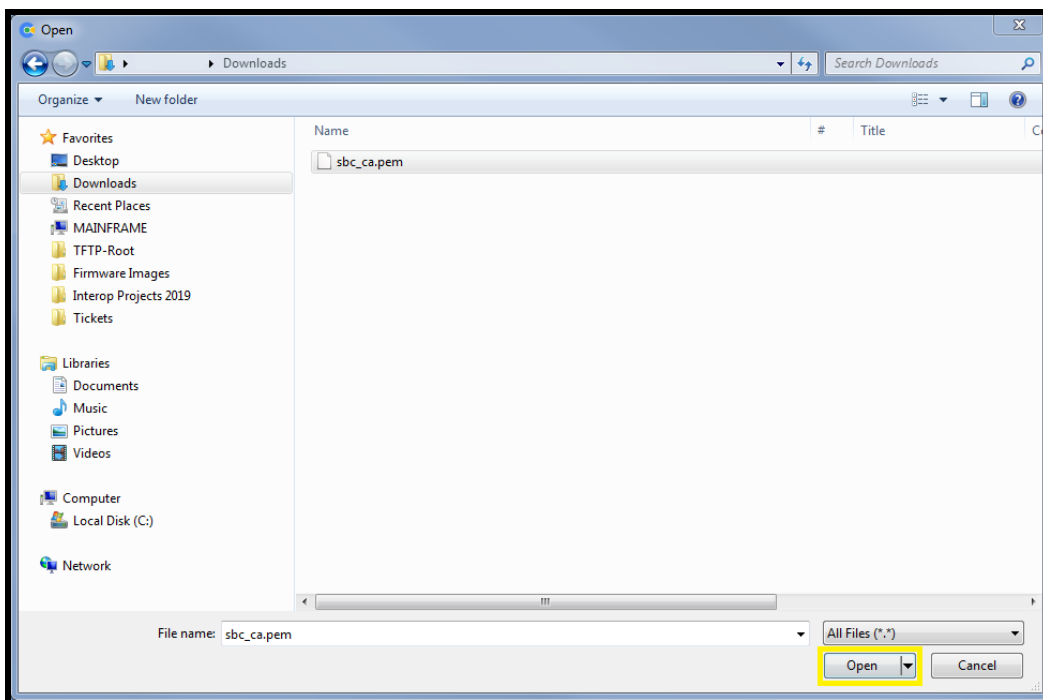 Open
Downloads
Search Downloads
Organize
New folder
Name
#
Title
Favorites
Desktop
Downloads
Recent Places
MAINFRAME
TFTP-Root
Firmware Images
Interop Projects 2019
Tickets
Libraries
Documents
Music
Pictures
Videos
Computer
Local Disk (C:)
Network
sbc_ca.pem
File name:
sbc_ca.pem
All Files (*.*)
Open
Cancel